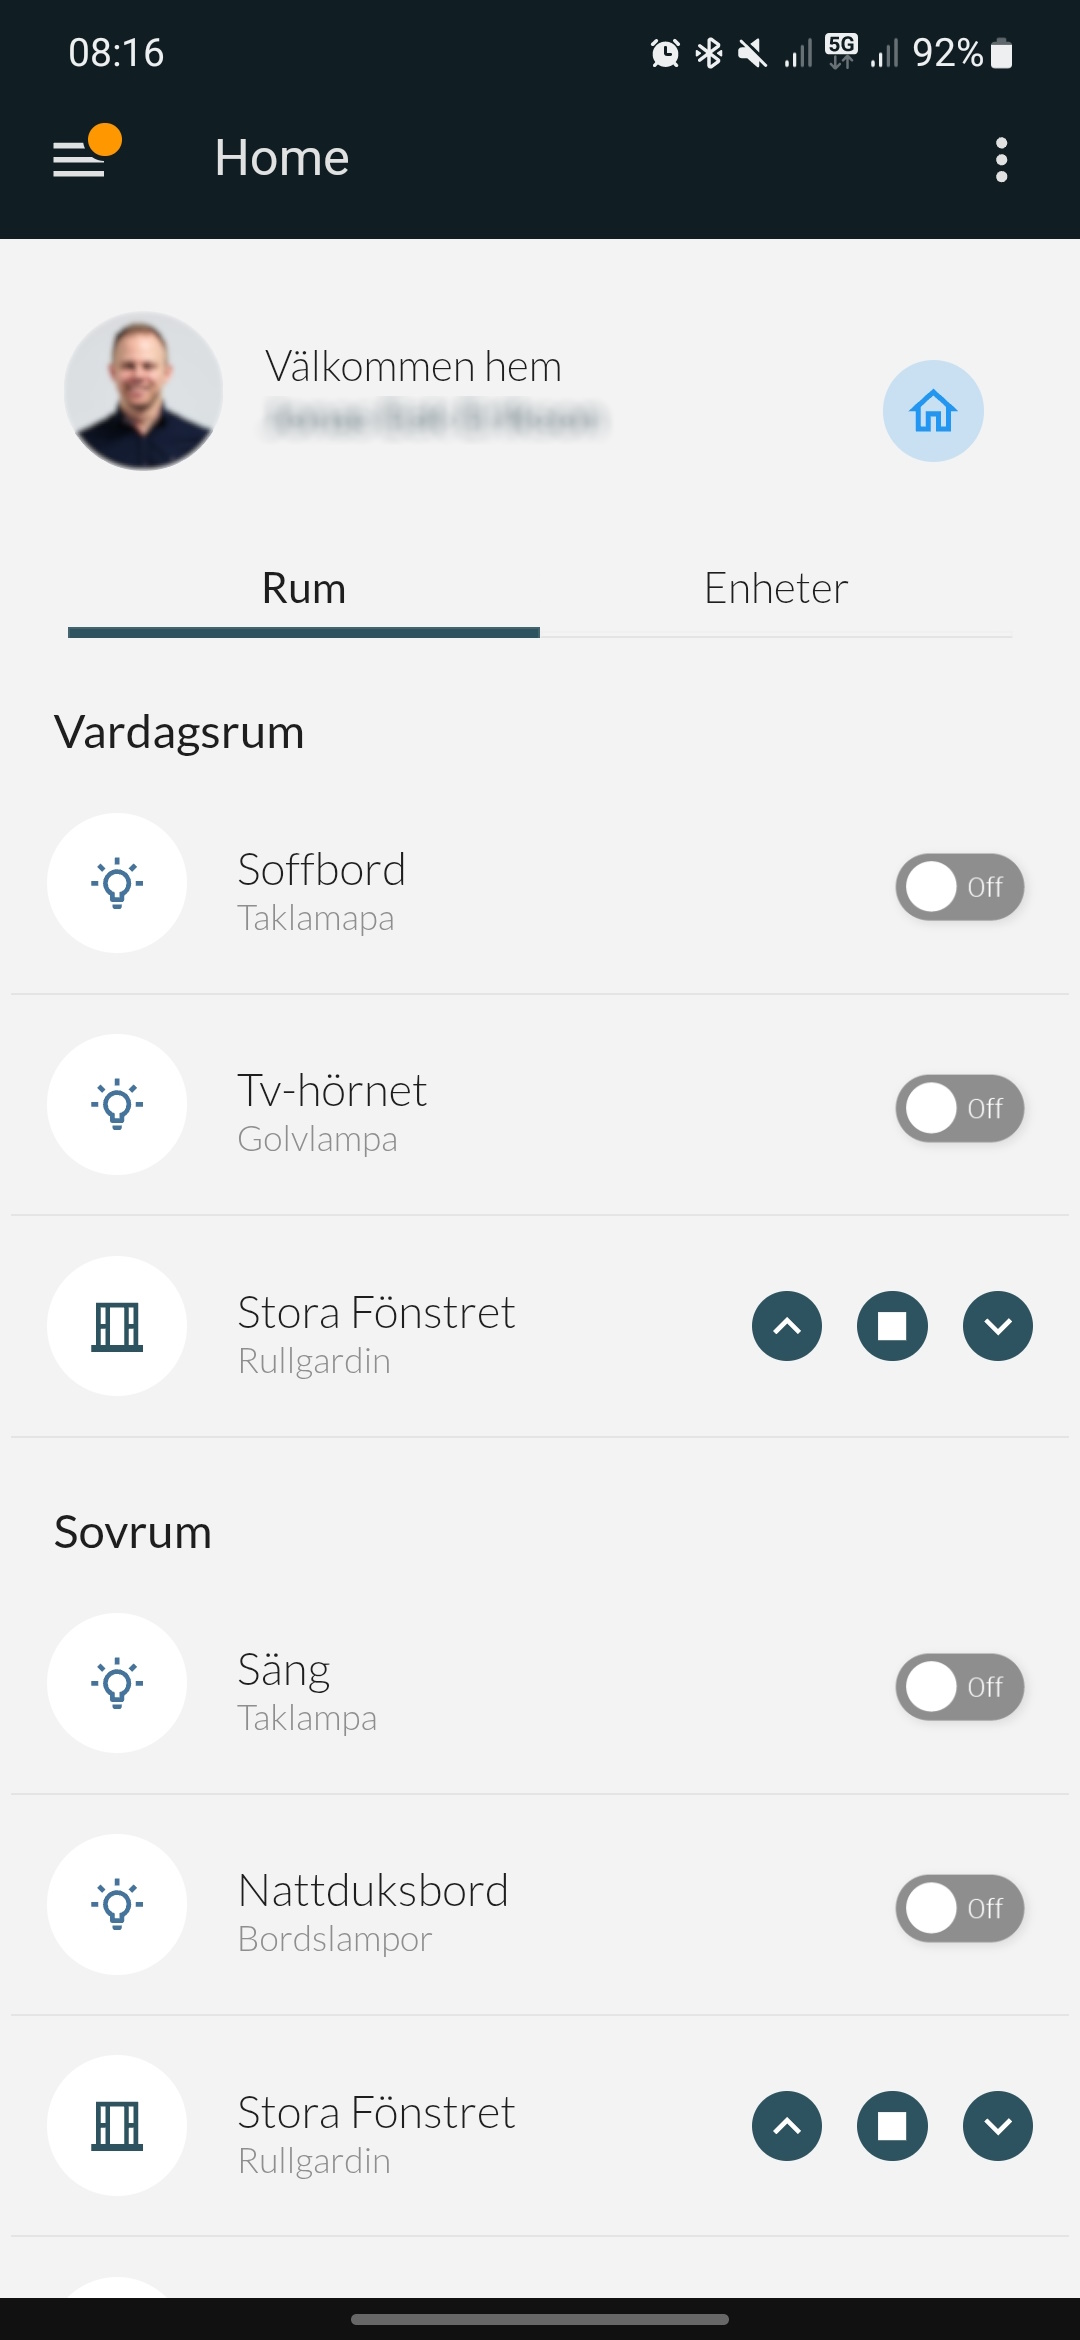 08:16
5G
92%
Home
Välkommen hem
Rum
Enheter
Vardagsrum
Soffbord
Off
Taklamapa
Tv-hörnet
Off
Golvlampa
Stora Fönstret
Rullgardin
Sovrum
Säng
Off
Taklampa
Nattduksbord
Off
Bordslampor
Stora Fönstret
Rullgardin